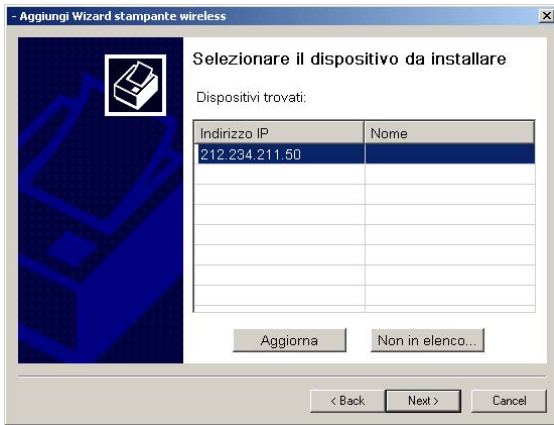 - Aggiungi Wizard stampante wireless
Selezionare il dispositivo da installare
Dispositivi trovati:
Indirizzo IP Nome
212.234.211.50
Aggiorna Non in elenco...
< Back Next > Cancel